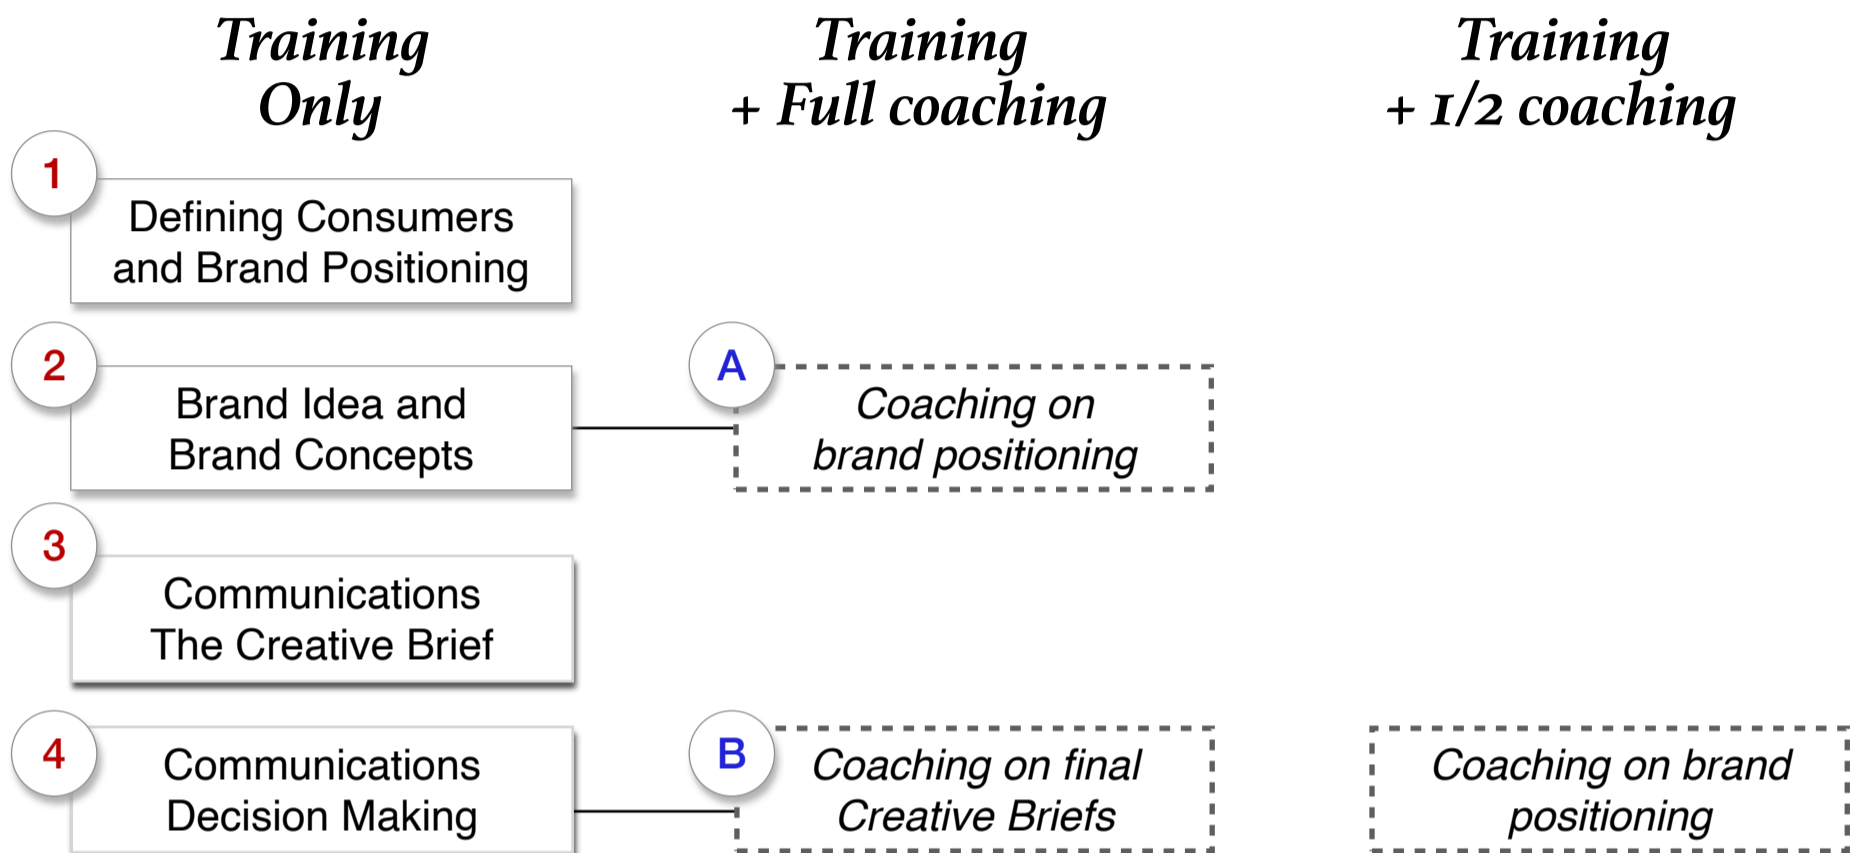 Training
Only
Training
+ Full coaching
Training
+ 1/2 coaching
1
Defining Consumers
and Brand Positioning
2
Brand Idea and
Brand Concepts
A
Coaching on
brand positioning
3
Communications
The Creative Brief
4
Communications
Decision Making
B
Coaching on final
Creative Briefs
Coaching on brand
positioning